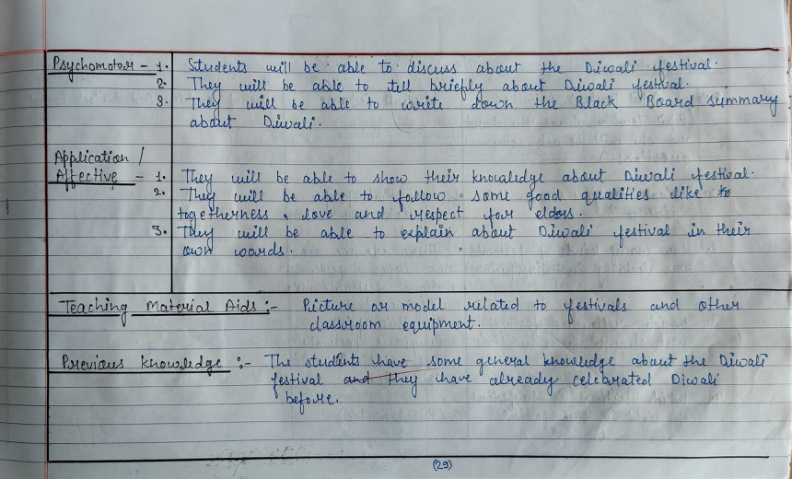 Psychomotor - 1. Students will be able to discuss about the Diwali festival.
2. They will be able to tell briefly about Diwali festival.
3. They will be able to write down the Black Board summary
about Diwali.
Application /
Affective - 1. They will be able to show their knowledge about Diwali festival.
2. They will be able to follow some good qualities like to
togetherness, love and respect for elders.
3. They will be able to explain about Diwali festival in their
own words.
Teaching Material Aids :- Picture or model related to festivals and other
classroom equipment.
Previous Knowledge :- The students have some general knowledge about the Diwali
festival and they have already celebrated Diwali
before.
(29)